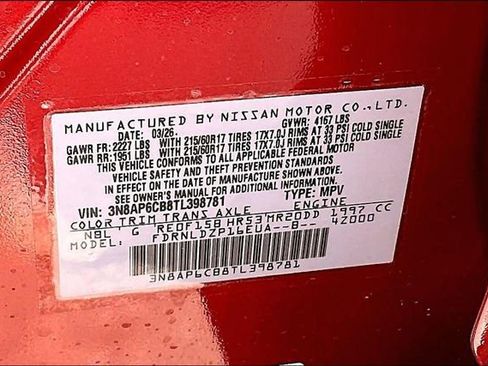 MANUFACTURED BY NISSAN MOTOR CO.,LTD.
DATE: 03/26. GVWR: 4167 LBS
GAWR FR: 2227 LBS WITH 215/60R17 TIRES 17X7.0J RIMS AT 33 PSI COLD SINGLE
GAWR RR: 1951 LBS WITH 215/60R17 TIRES 17X7.0J RIMS AT 33 PSI COLD SINGLE
THIS VEHICLE CONFORMS TO ALL APPLICABLE FEDERAL MOTOR
VEHICLE SAFETY AND THEFT PREVENTION STANDARDS
IN EFFECT ON THE DATE OF MANUFACTURE SHOWN ABOVE.
SEE OWNER'S MANUAL FOR ADDITIONAL INFORMATION.
VIN: 3N8AP6CB8TL398781 TYPE: MPV
COLOR TRIM TRANS AXLE ENGINE
NBL G RE0F15B HR53 MR20DD 1997 CC
MODEL: FDRNLDZP16EUA--B-- 42000
3N8AP6CB8TL398781